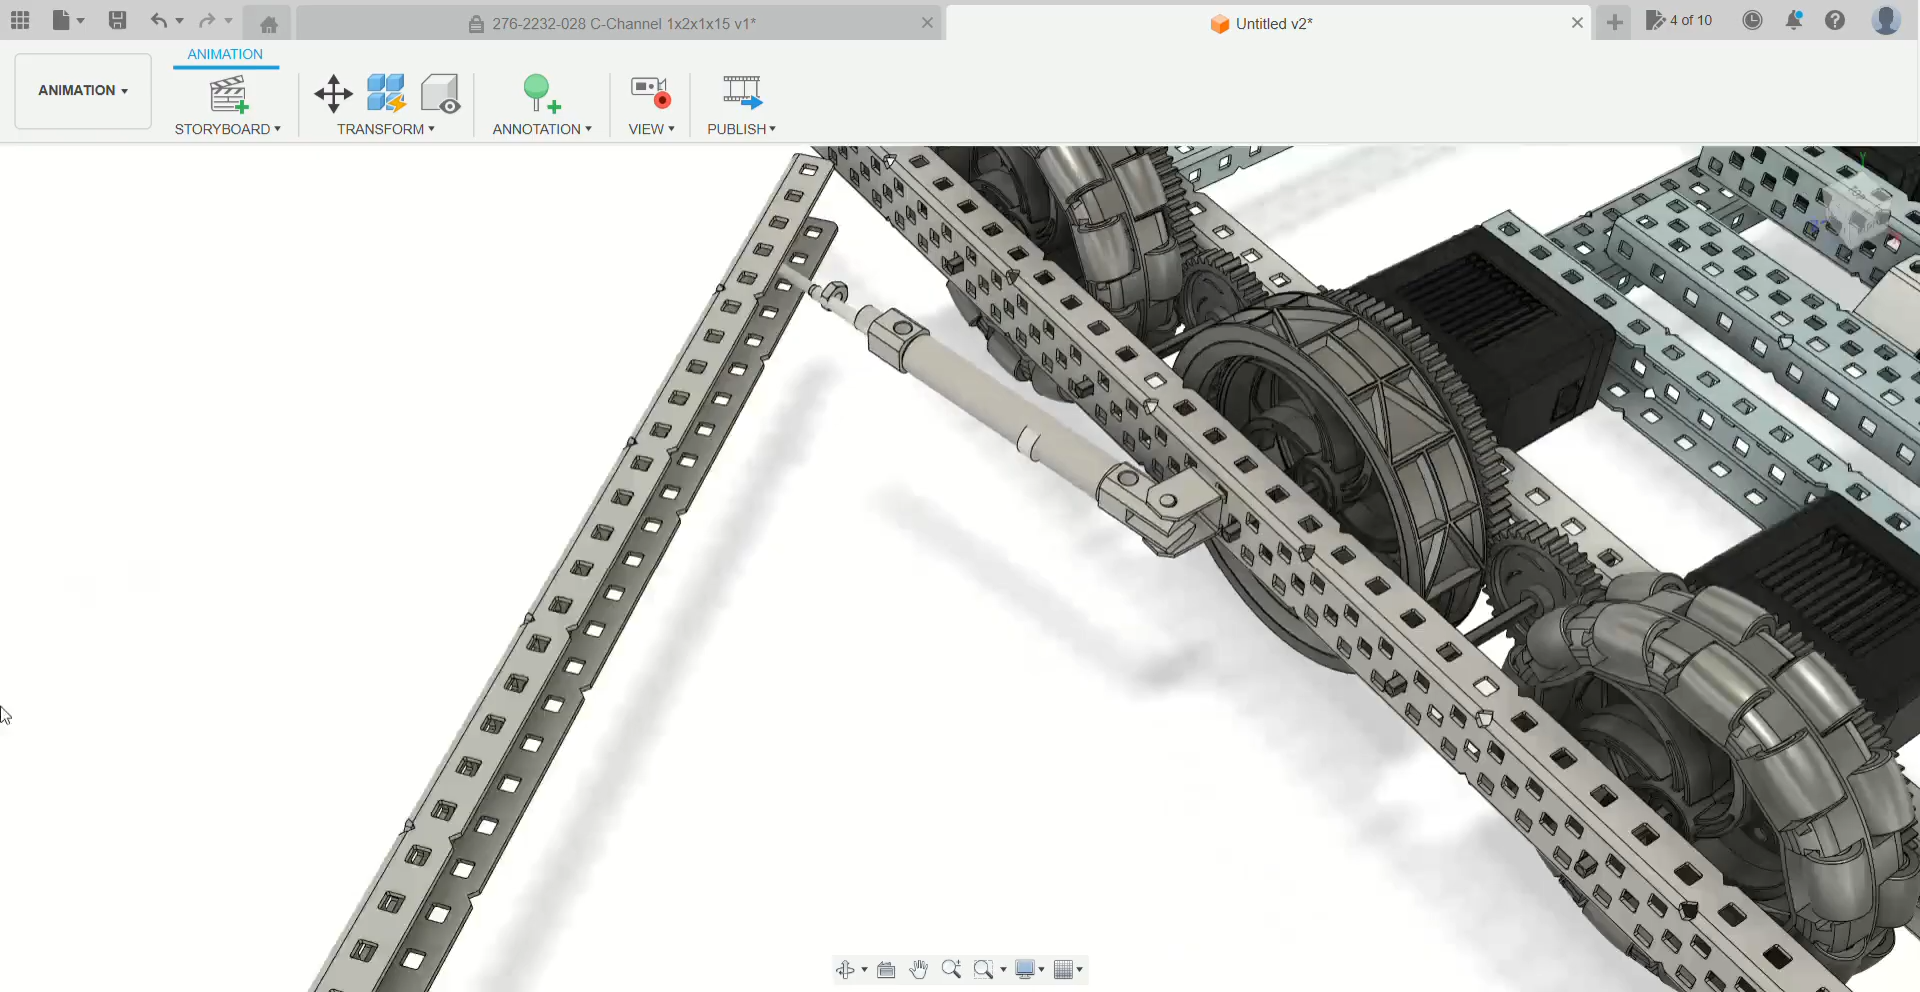 276-2232-028 C-Channel 1x2x1x15 v1*
Untitled v2*
4 of 10
ANIMATION
ANIMATION
STORYBOARD
TRANSFORM
ANNOTATION
VIEW
PUBLISH
Y